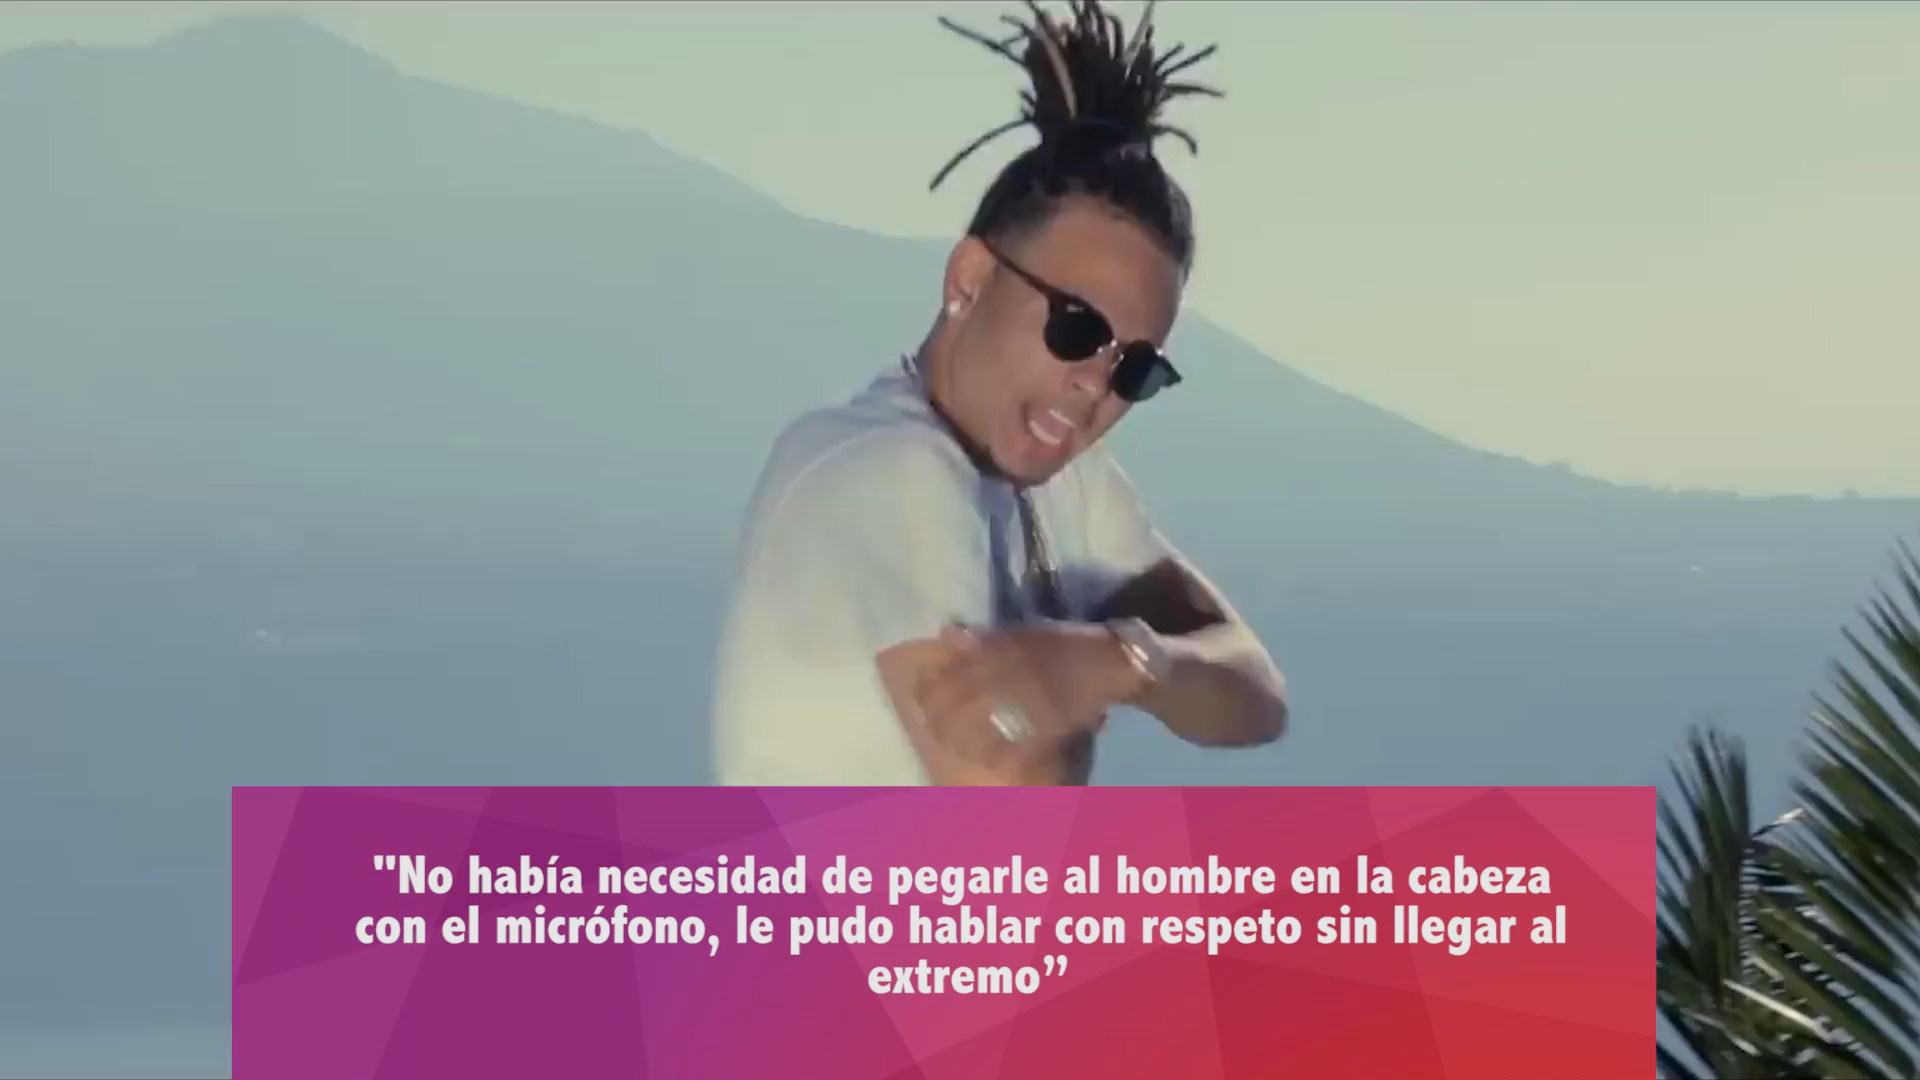 "No había necesidad de pegarle al hombre en la cabeza
con el micrófono, le pudo hablar con respeto sin llegar al
extremo”